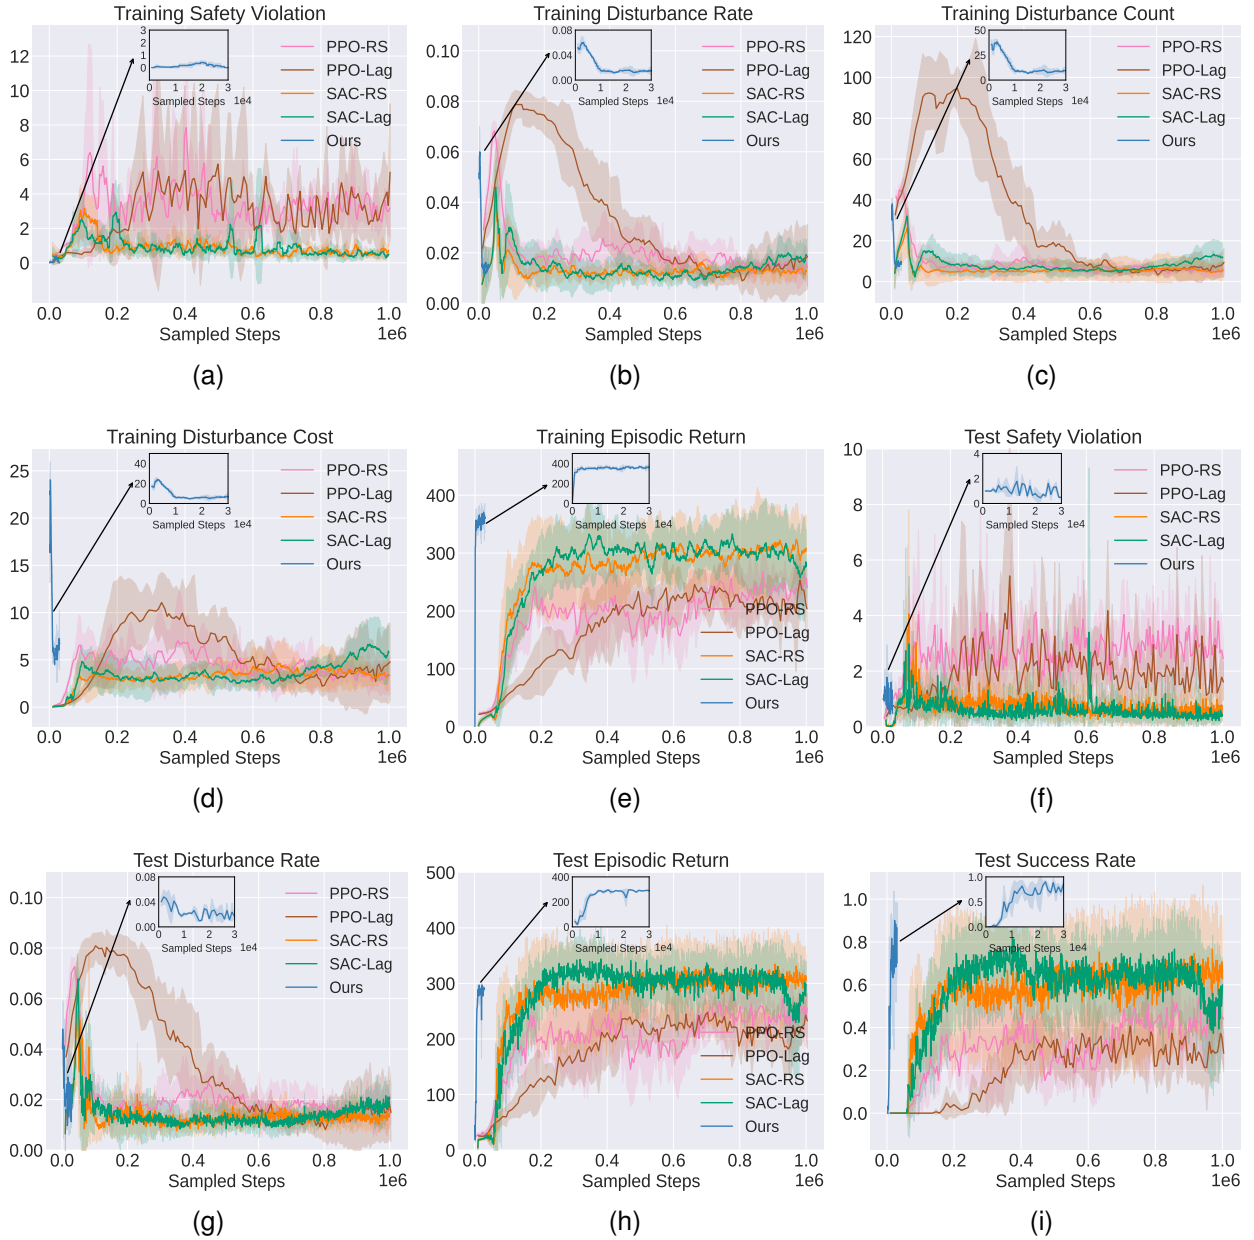 Training Safety Violation
12
10
8
6
4
2
0
3
2
1
0
0 1 2 3
Sampled Steps 1e4
PPO-RS
PPO-Lag
SAC-RS
SAC-Lag
Ours
0.0 0.2 0.4 0.6 0.8 1.0
Sampled Steps 1e6
(a)
Training Disturbance Rate
0.10
0.08
0.06
0.04
0.02
0.00
0.08
0.04
0.00
0 1 2 3
Sampled Steps 1e4
PPO-RS
PPO-Lag
SAC-RS
SAC-Lag
Ours
0.0 0.2 0.4 0.6 0.8 1.0
Sampled Steps 1e6
(b)
Training Disturbance Count
120
100
80
60
40
20
0
50
25
0
0 1 2 3
Sampled Steps 1e4
PPO-RS
PPO-Lag
SAC-RS
SAC-Lag
Ours
0.0 0.2 0.4 0.6 0.8 1.0
Sampled Steps 1e6
(c)
Training Disturbance Cost
25
20
15
10
5
0
40
20
0
0 1 2 3
Sampled Steps 1e4
PPO-RS
PPO-Lag
SAC-RS
SAC-Lag
Ours
0.0 0.2 0.4 0.6 0.8 1.0
Sampled Steps 1e6
(d)
Training Episodic Return
400
300
200
100
0
400
200
0
0 1 2 3
Sampled Steps 1e4
PPO-RS
PPO-Lag
SAC-RS
SAC-Lag
Ours
0.0 0.2 0.4 0.6 0.8 1.0
Sampled Steps 1e6
(e)
Test Safety Violation
10
8
6
4
2
0
4
2
0
0 1 2 3
Sampled Steps 1e4
PPO-RS
PPO-Lag
SAC-RS
SAC-Lag
Ours
0.0 0.2 0.4 0.6 0.8 1.0
Sampled Steps 1e6
(f)
Test Disturbance Rate
0.10
0.08
0.06
0.04
0.02
0.00
0.08
0.04
0.00
0 1 2 3
Sampled Steps 1e4
PPO-RS
PPO-Lag
SAC-RS
SAC-Lag
Ours
0.0 0.2 0.4 0.6 0.8 1.0
Sampled Steps 1e6
(g)
Test Episodic Return
500
400
300
200
100
0
400
200
0
0 1 2 3
Sampled Steps 1e4
PPO-RS
PPO-Lag
SAC-RS
SAC-Lag
Ours
0.0 0.2 0.4 0.6 0.8 1.0
Sampled Steps 1e6
(h)
Test Success Rate
1.0
0.8
0.6
0.4
0.2
0.0
1.0
0.5
0.0
0 1 2 3
Sampled Steps 1e4
PPO-RS
PPO-Lag
SAC-RS
SAC-Lag
Ours
0.0 0.2 0.4 0.6 0.8 1.0
Sampled Steps 1e6
(i)